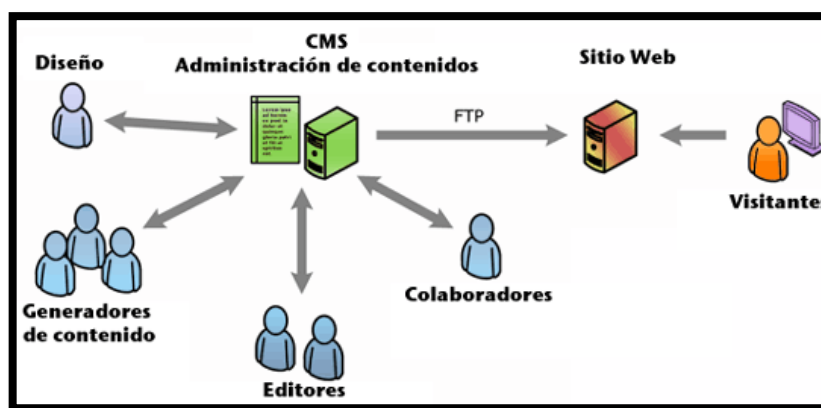 CMS
Administración de contenidos
Diseño
Sitio Web
FTP
Visitantes
Generadores
de contenido
Colaboradores
Editores